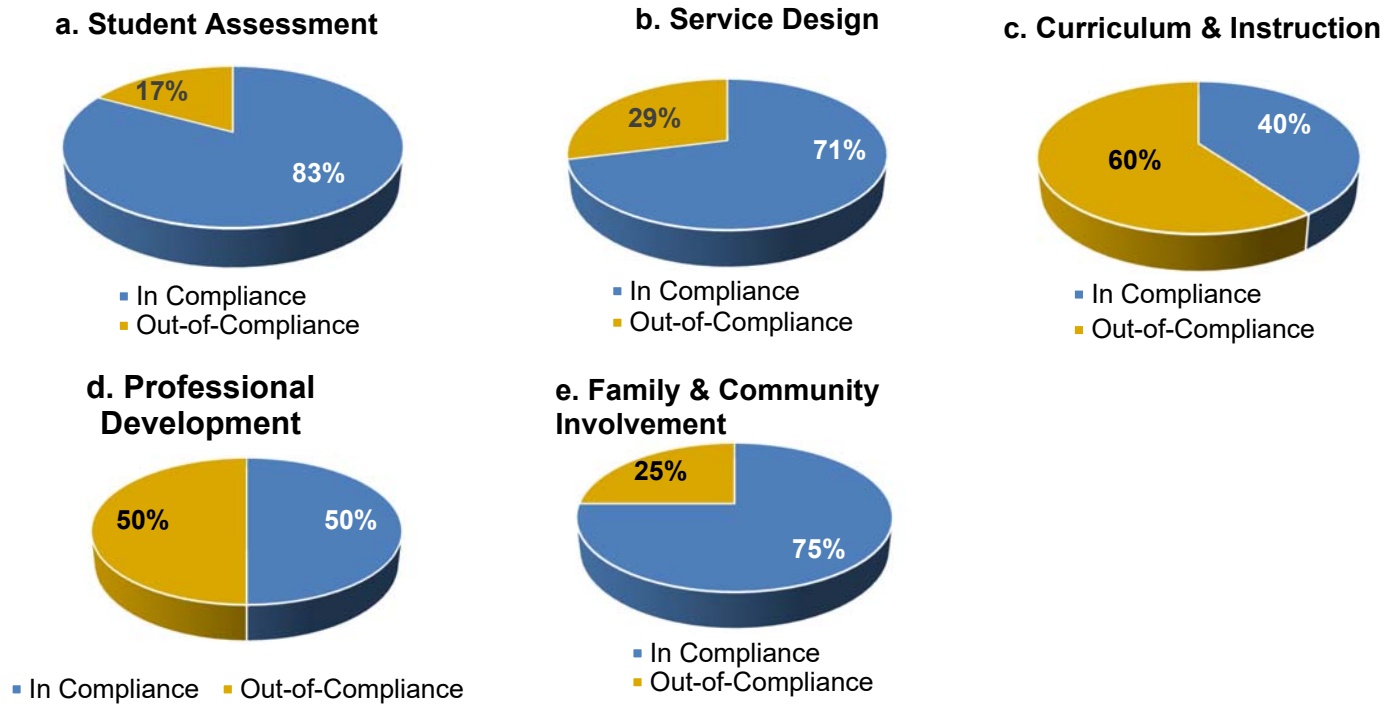 a. Student Assessment
17%
83%
In Compliance
Out-of-Compliance
b. Service Design
29%
71%
In Compliance
Out-of-Compliance
c. Curriculum & Instruction
40%
60%
In Compliance
Out-of-Compliance
d. Professional
Development
50%
50%
In Compliance Out-of-Compliance
e. Family & Community
Involvement
25%
75%
In Compliance
Out-of-Compliance